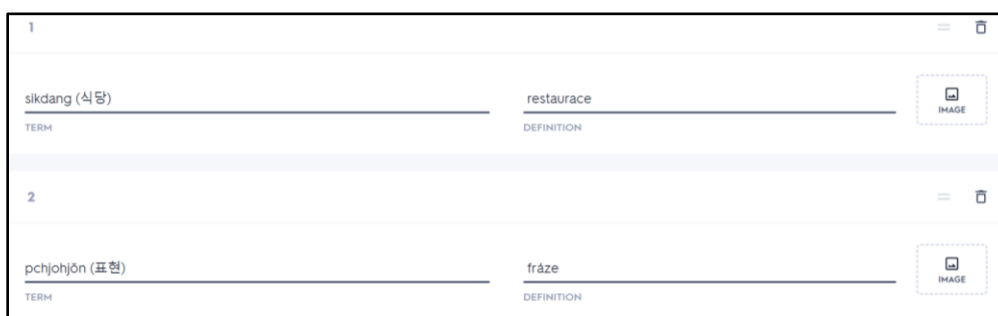 1
sikdang (식당) restaurace
IMAGE
TERM DEFINITION
2
pchjohjŏn (표현) fráze
IMAGE
TERM DEFINITION